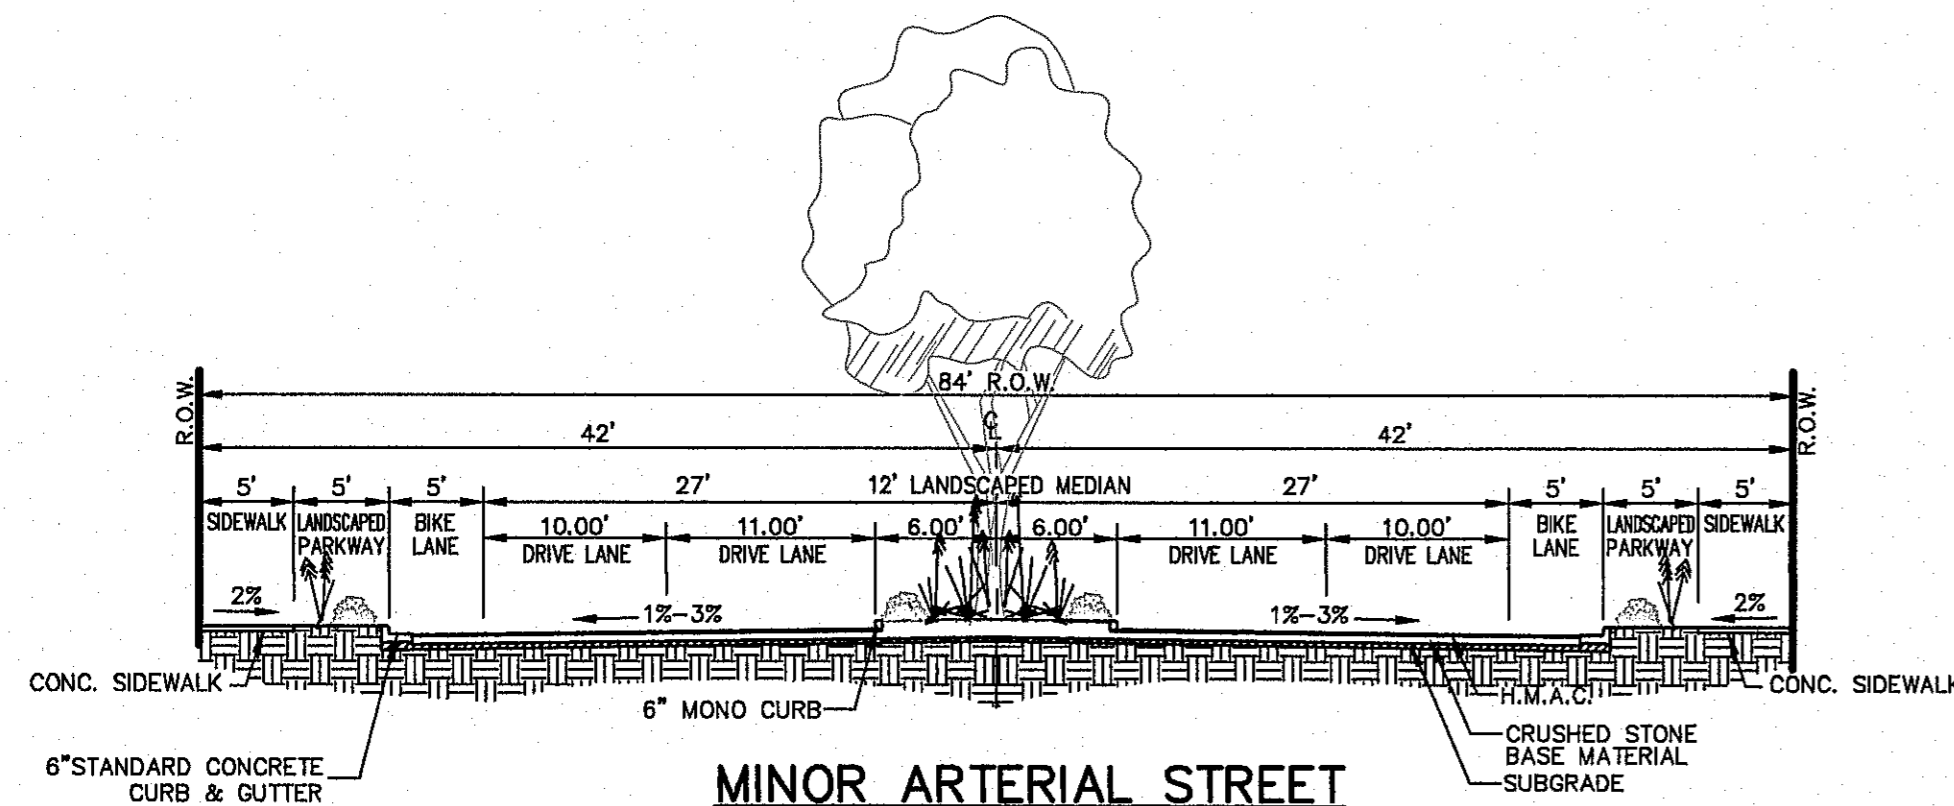 84' R.O.W.
R.O.W.
R.O.W.
℄
42'
42'
5'
5'
5'
27'
12' LANDSCAPED MEDIAN
27'
5'
5'
5'
SIDEWALK
LANDSCAPED
PARKWAY
BIKE
LANE
10.00'
DRIVE LANE
11.00'
DRIVE LANE
6.00'
6.00'
11.00'
DRIVE LANE
10.00'
DRIVE LANE
BIKE
LANE
LANDSCAPED
PARKWAY
SIDEWALK
2%
1%-3%
1%-3%
2%
CONC. SIDEWALK
6" MONO CURB
H.M.A.C.
CONC. SIDEWALK
CRUSHED STONE
BASE MATERIAL
SUBGRADE
6"STANDARD CONCRETE
CURB & GUTTER
MINOR ARTERIAL STREET